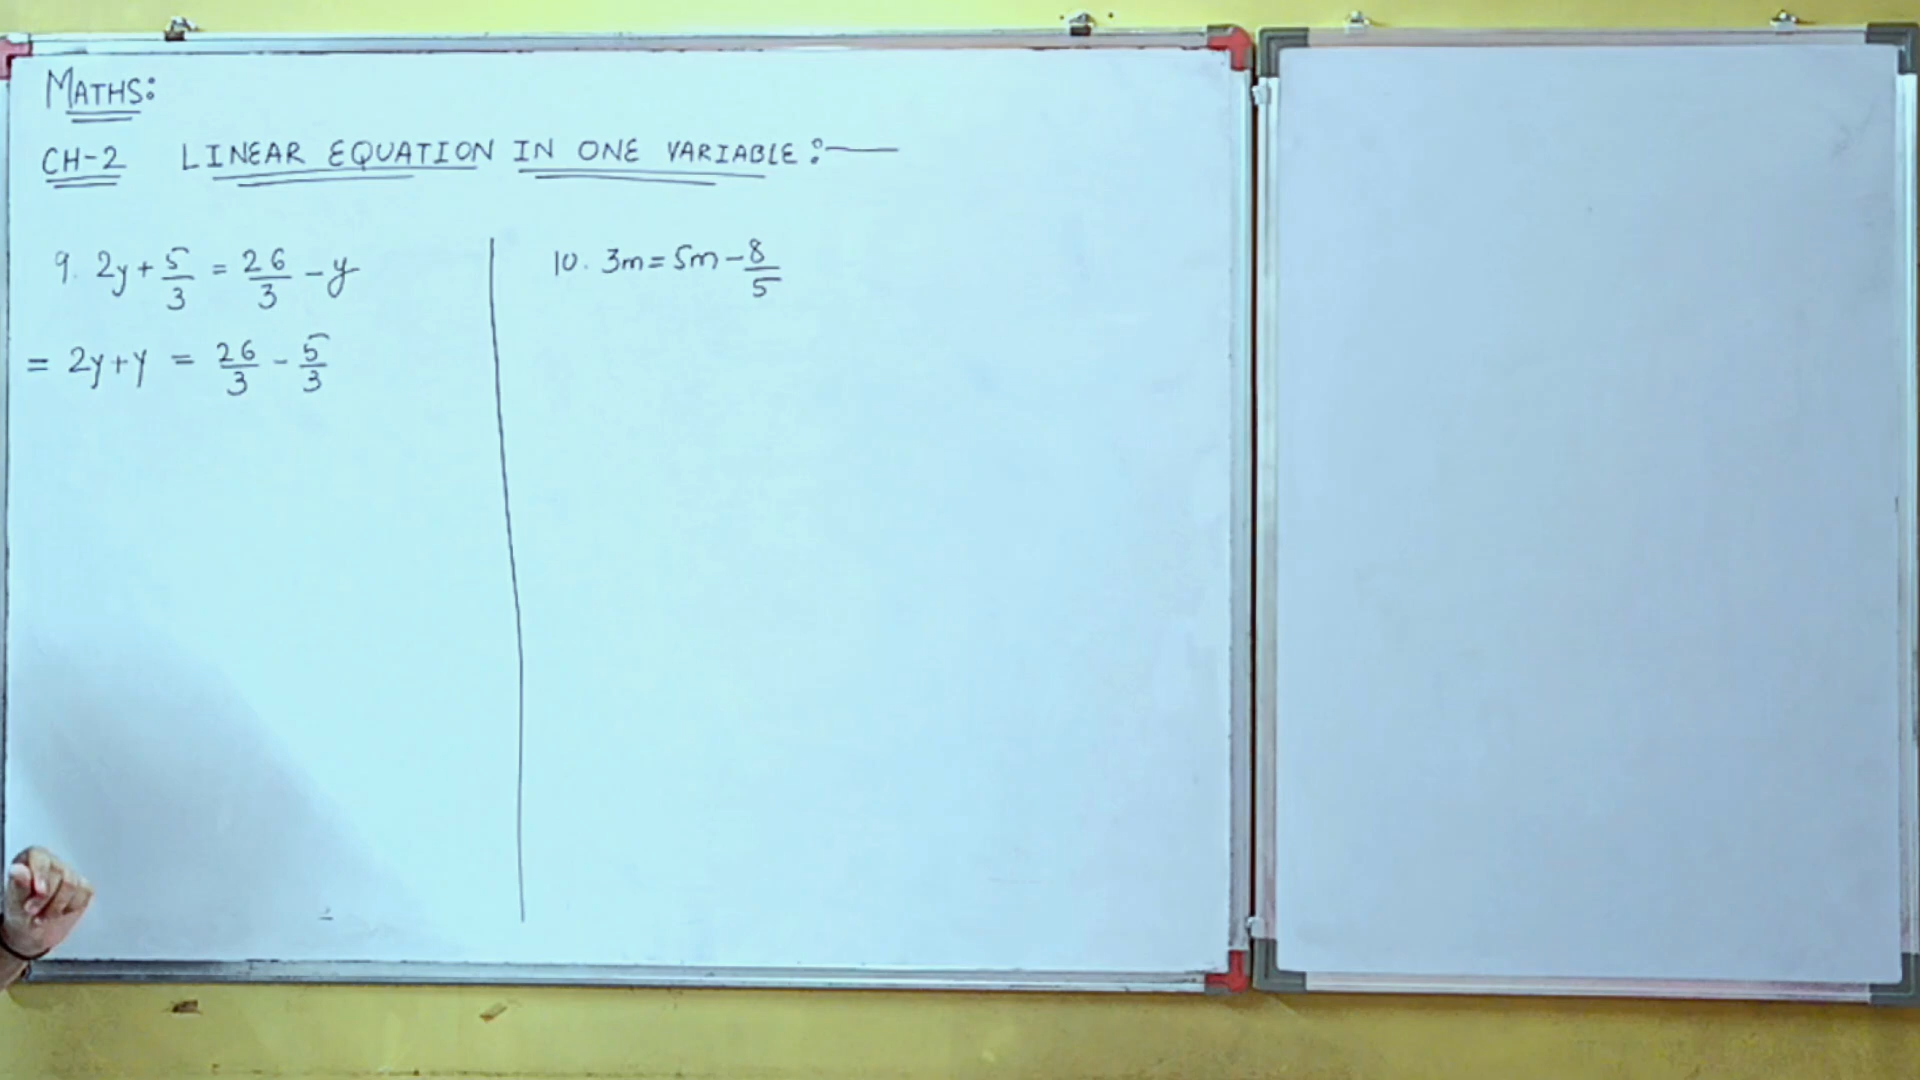 MATHS:
CH-2 LINEAR EQUATION IN ONE VARIABLE:—
9. 2y + 5/3 = 26/3 - y
= 2y + y = 26/3 - 5/3
10. 3m = 5m - 8/5